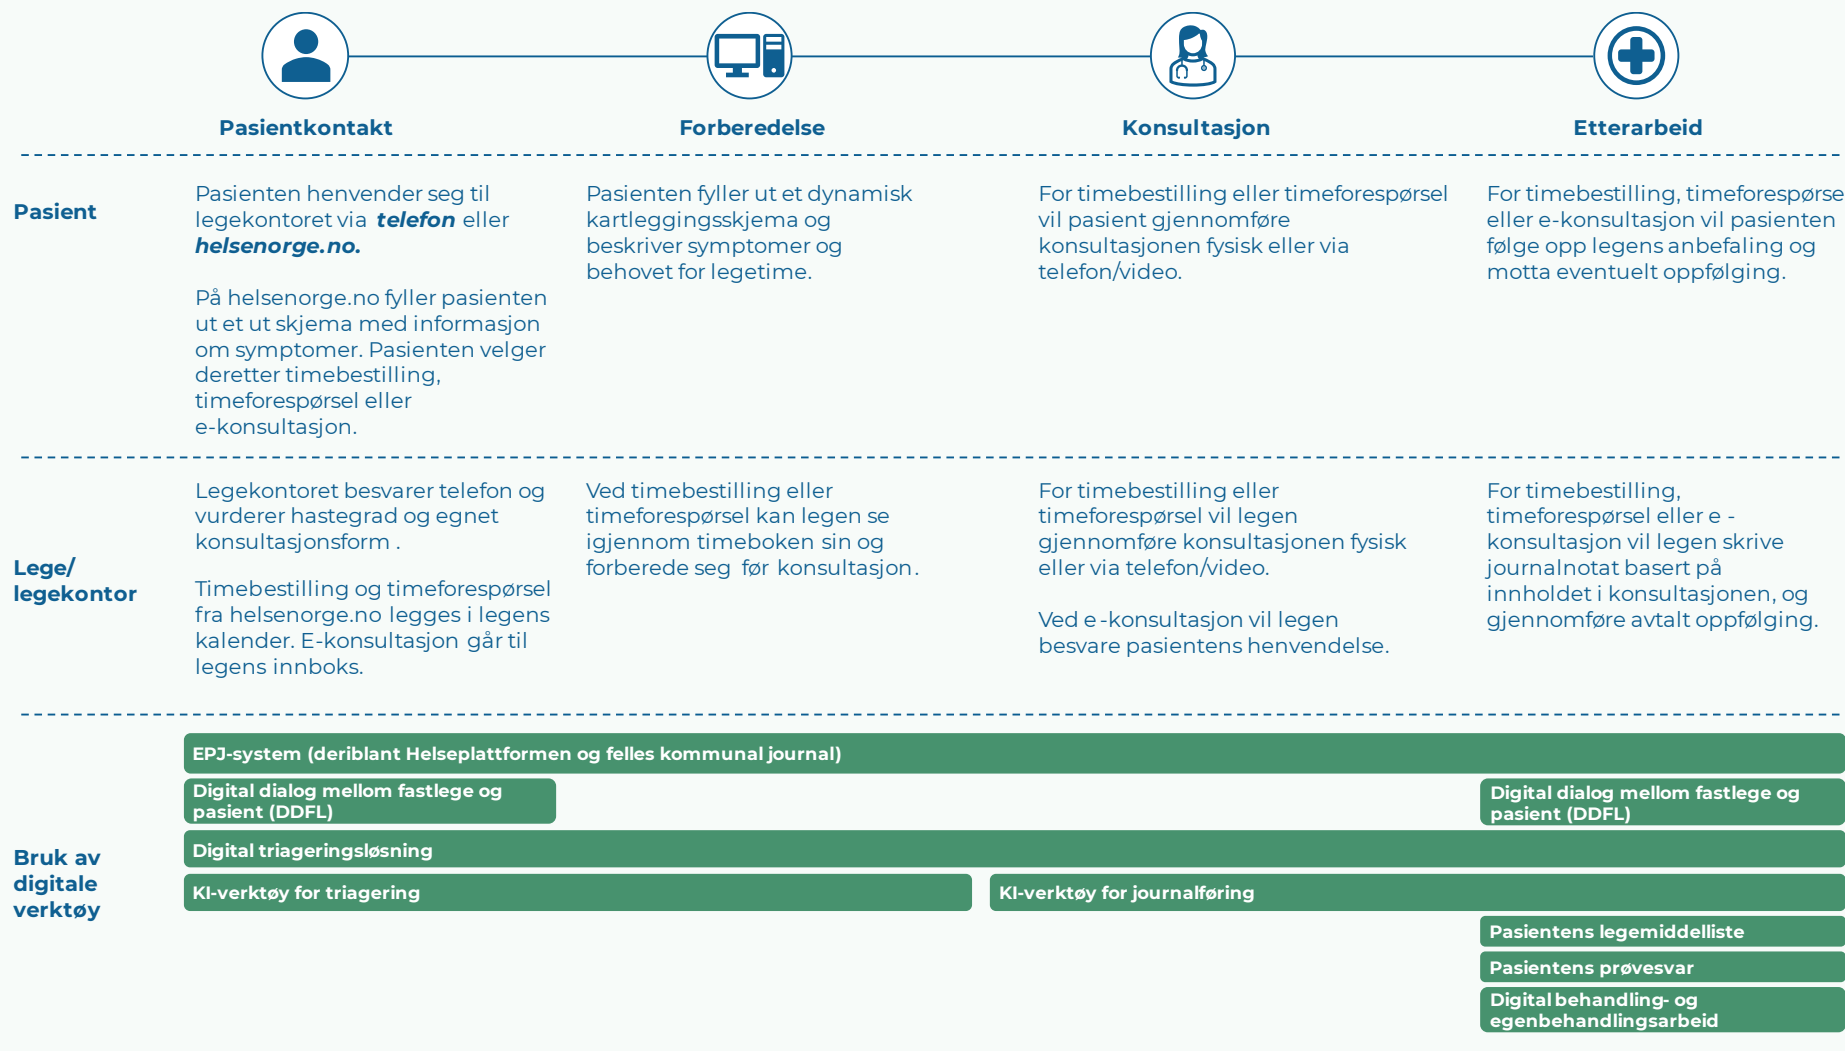 Pasientkontakt
Forberedelse
Konsultasjon
Etterarbeid
Pasient
Pasienten henvender seg til
legekontoret via telefon eller
helsenorge.no.
På helsenorge.no fyller pasienten
ut et ut skjema med informasjon
om symptomer. Pasienten velger
deretter timebestilling,
timeforespørsel eller
e-konsultasjon.
Pasienten fyller ut et dynamisk
kartleggingsskjema og
beskriver symptomer og
behovet for legetime.
For timebestilling eller timeforespørsel
vil pasient gjennomføre
konsultasjonen fysisk eller via
telefon/video.
For timebestilling, timeforespørse
eller e-konsultasjon vil pasienten
følge opp legens anbefaling og
motta eventuelt oppfølging.
Lege/
legekontor
Legekontoret besvarer telefon og
vurderer hastegrad og egnet
konsultasjonsform .
Timebestilling og timeforespørsel
fra helsenorge.no legges i legens
kalender. E-konsultasjon går til
legens innboks.
Ved timebestilling eller
timeforespørsel kan legen se
igjennom timeboken sin og
forberede seg før konsultasjon.
For timebestilling eller
timeforespørsel vil legen
gjennomføre konsultasjonen fysisk
eller via telefon/video.
Ved e-konsultasjon vil legen
besvare pasientens henvendelse.
For timebestilling,
timeforespørsel eller e -
konsultasjon vil legen skrive
journalnotat basert på
innholdet i konsultasjonen, og
gjennomføre avtalt oppfølging.
Bruk av
digitale
verktøy
EPJ-system (deriblant Helseplattformen og felles kommunal journal)
Digital dialog mellom fastlege og
pasient (DDFL)
Digital dialog mellom fastlege og
pasient (DDFL)
Digital triageringsløsning
KI-verktøy for triagering
KI-verktøy for journalføring
Pasientens legemiddelliste
Pasientens prøvesvar
Digital behandling- og
egenbehandlingsarbeid